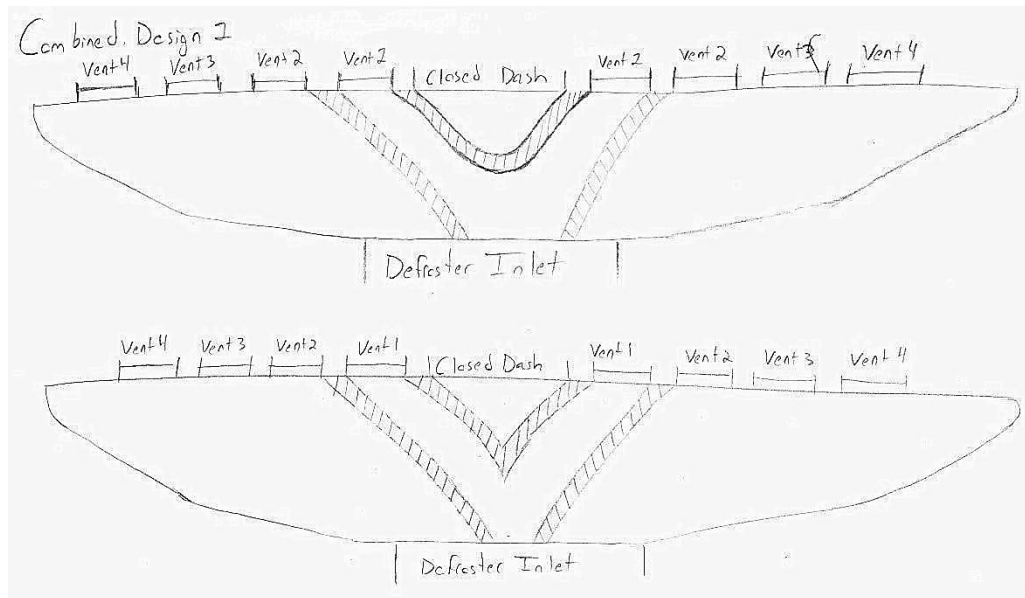 Combined Design 1
Vent 4 Vent 3 Vent 2 Vent 1 Closed Dash Vent 1 Vent 2 Vent 3 Vent 4
Defroster Inlet
Vent 4 Vent 3 Vent 2 Vent 1 Closed Dash Vent 1 Vent 2 Vent 3 Vent 4
Defroster Inlet